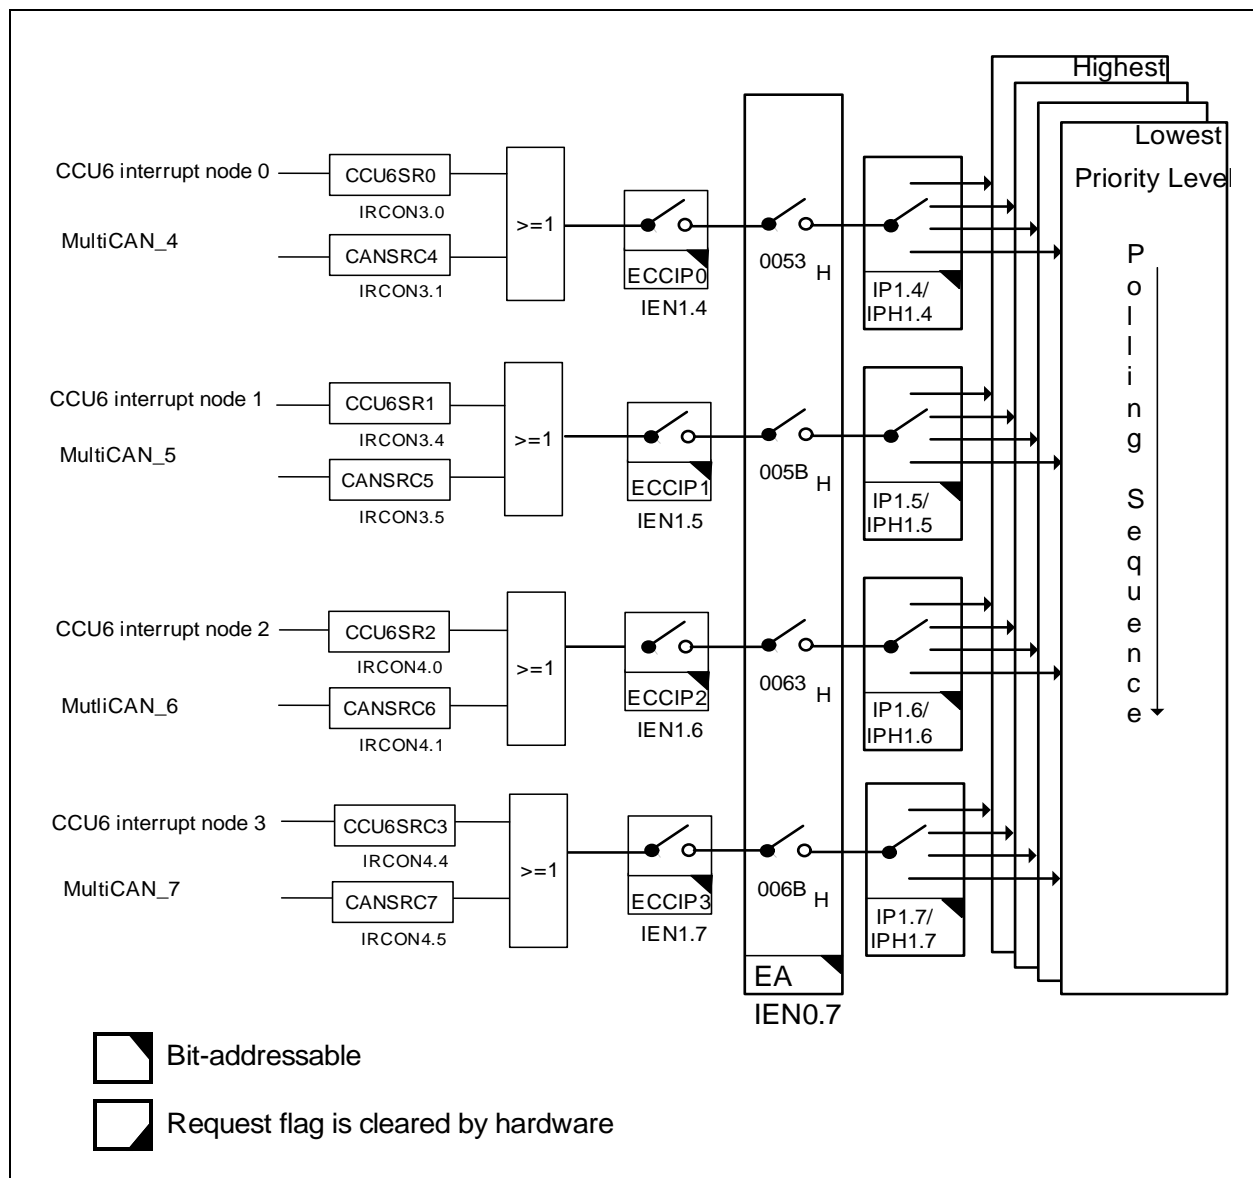 Highest
Lowest
Priority Level
CCU6 interrupt node 0
CCU6SR0
IRCON3.0
MultiCAN_4
CANSRC4
IRCON3.1
>=1
ECCIP0
IEN1.4
0053 H
IP1.4/
IPH1.4
CCU6 interrupt node 1
CCU6SR1
IRCON3.4
MultiCAN_5
CANSRC5
IRCON3.5
>=1
ECCIP1
IEN1.5
005B H
IP1.5/
IPH1.5
CCU6 interrupt node 2
CCU6SR2
IRCON4.0
MutliCAN_6
CANSRC6
IRCON4.1
>=1
ECCIP2
IEN1.6
0063 H
IP1.6/
IPH1.6
CCU6 interrupt node 3
CCU6SRC3
IRCON4.4
MultiCAN_7
CANSRC7
IRCON4.5
>=1
ECCIP3
IEN1.7
006B H
IP1.7/
IPH1.7
EA
IEN0.7
Polling Sequence
Bit-addressable
Request flag is cleared by hardware